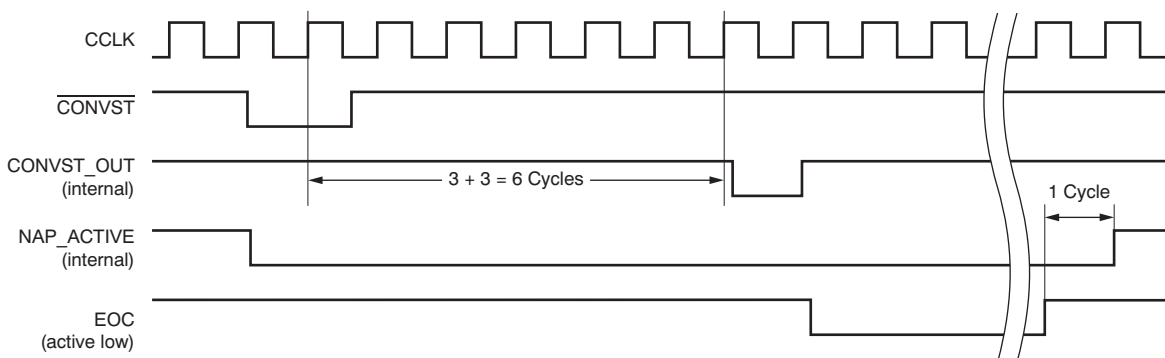 CCLK
CONVST
CONVST_OUT
(internal)
3 + 3 = 6 Cycles
1 Cycle
NAP_ACTIVE
(internal)
EOC
(active low)